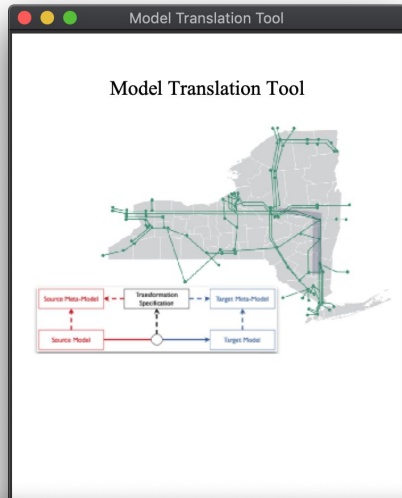 Model Translation Tool
Model Translation Tool
Source Meta-Model
Transformation
Specification
Target Meta-Model
Source Model
Target Model